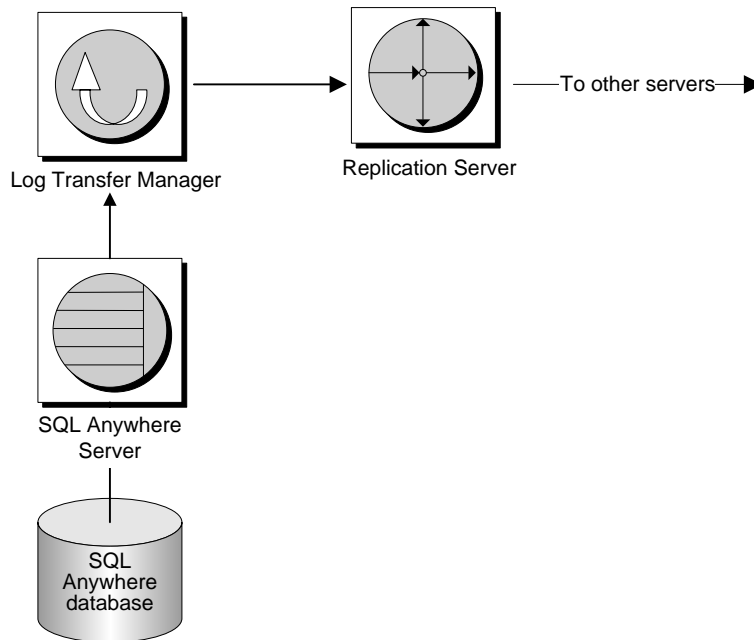 To other servers
Log Transfer Manager
Replication Server
SQL Anywhere
Server
SQL
Anywhere
database